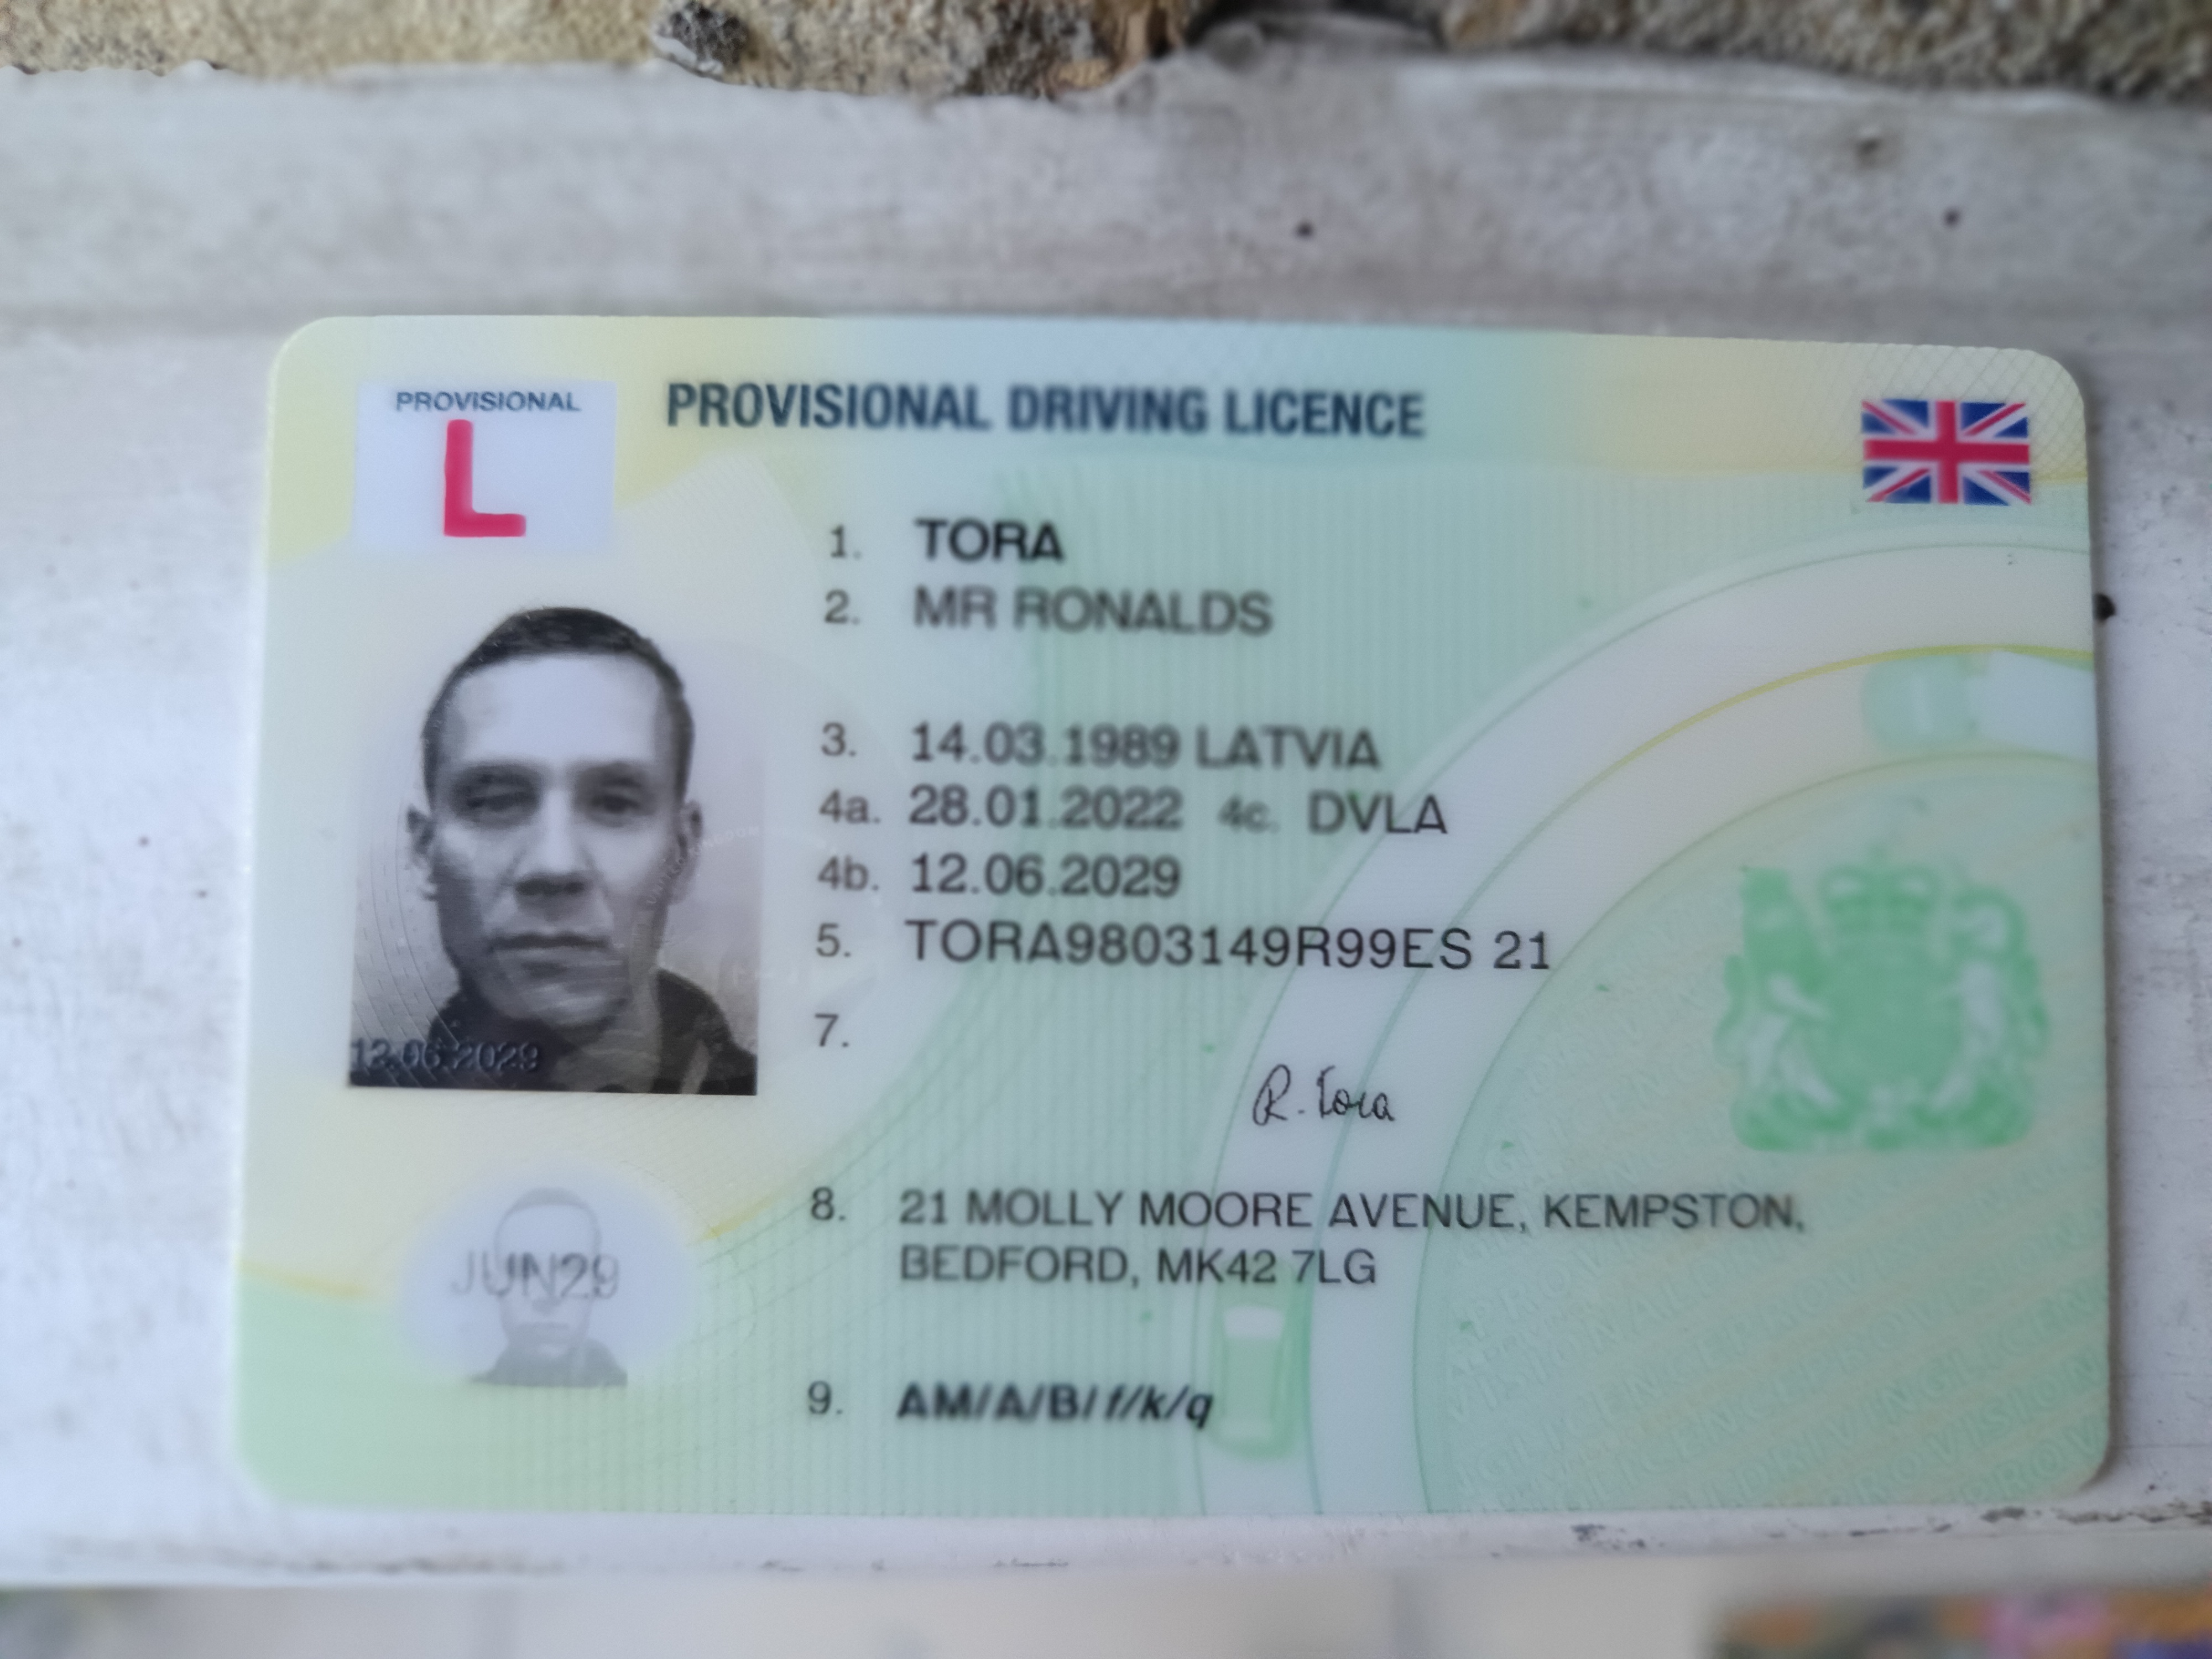 PROVISIONAL
L
PROVISIONAL DRIVING LICENCE
1. TORA
2. MR RONALDS
3. 14.03.1989 LATVIA
4a. 28.01.2022 4c. DVLA
4b. 12.06.2029
5. TORA9803149R99ES 21
7.
R. Tora
12.06.2029
JUN29
8. 21 MOLLY MOORE AVENUE, KEMPSTON,
BEDFORD, MK42 7LG
9. AM/A/B/f/k/q